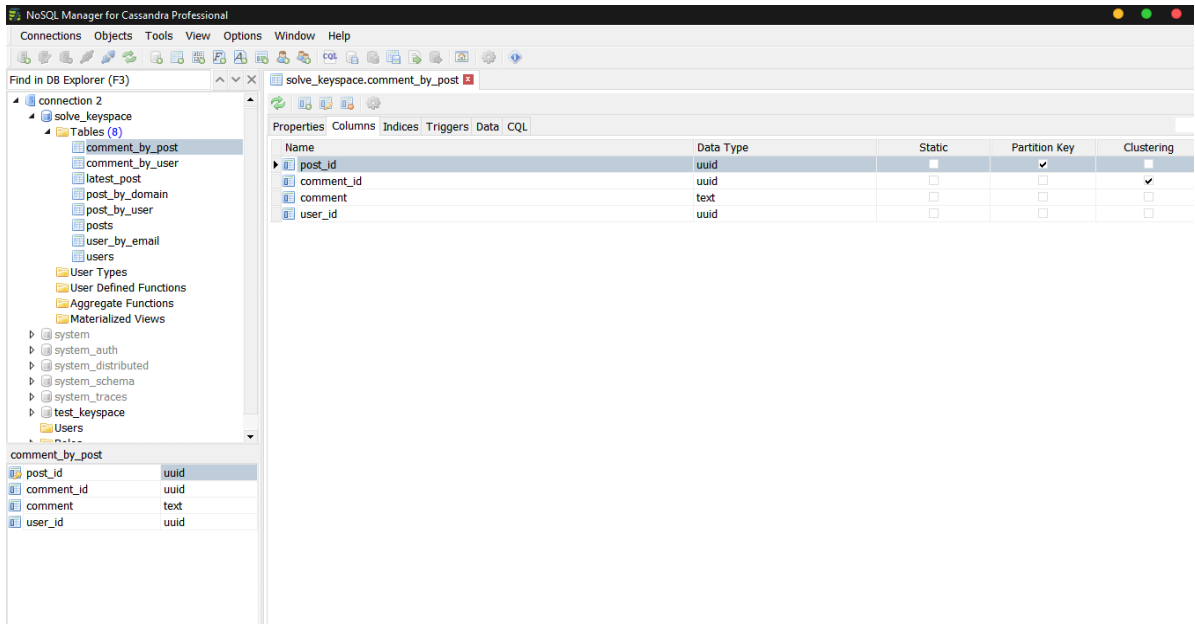 NoSQL Manager for Cassandra Professional
Connections Objects Tools View Options Window Help
Find in DB Explorer (F3)
connection 2
solve_keyspace
Tables (8)
comment_by_post
comment_by_user
latest_post
post_by_domain
post_by_user
posts
user_by_email
users
User Types
User Defined Functions
Aggregate Functions
Materialized Views
system
system_auth
system_distributed
system_schema
system_traces
test_keyspace
Users
comment_by_post
post_id uuid
comment_id uuid
comment text
user_id uuid
solve_keyspace.comment_by_post
Properties Columns Indices Triggers Data CQL
Name Data Type Static Partition Key Clustering
post_id uuid
comment_id uuid
comment text
user_id uuid